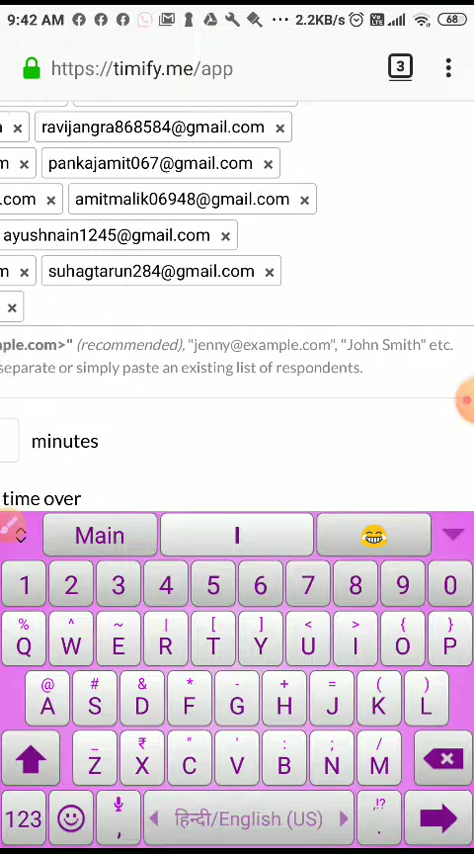 9:42 AM ... 2.2KB/s 68
https://timify.me/app 3
ravijangra868584@gmail.com ×
m × pankajamit067@gmail.com ×
.com × amitmalik06948@gmail.com ×
ayushnain1245@gmail.com ×
m × suhagtarun284@gmail.com ×
×
ple.com>" (recommended), "jenny@example.com", "John Smith" etc.
separate or simply paste an existing list of respondents.
minutes
time over
Main I 😂
1 2 3 4 5 6 7 8 9 0
% ^ ~ | [ ] < > { }
Q W E R T Y U I O P
@ # & * - + = ( )
A S D F G H J K L
_ ₹ " ' : ; /
Z X C V B N M
123 , हिन्दी/English (US) ,!? .